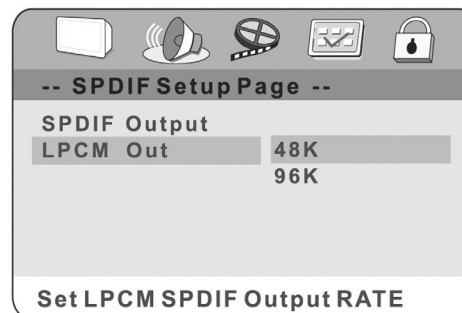 -- SPDIF Setup Page --
SPDIF Output
LPCM Out 48K
96K
Set LPCM SPDIF Output RATE